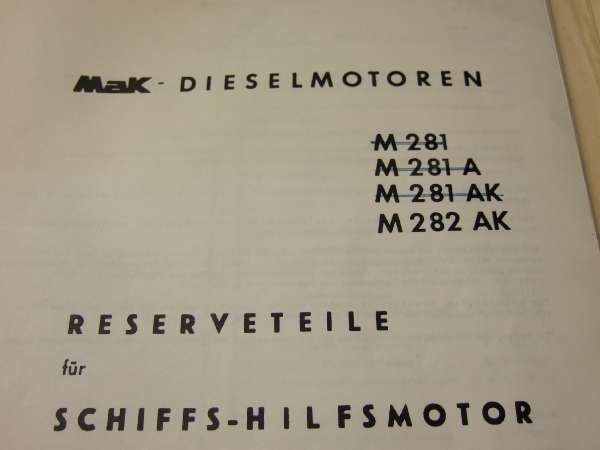 MaK - DIESELMOTOREN
M 281
M 281 A
M 281 AK
M 282 AK
RESERVETEILE
für
SCHIFFS-HILFSMOTOR